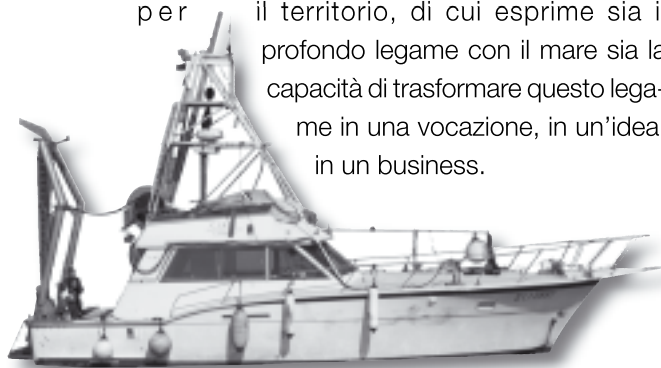 per il territorio, di cui esprime sia i
profondo legame con il mare sia la
capacità di trasformare questo lega-
me in una vocazione, in un'idea
in un business.